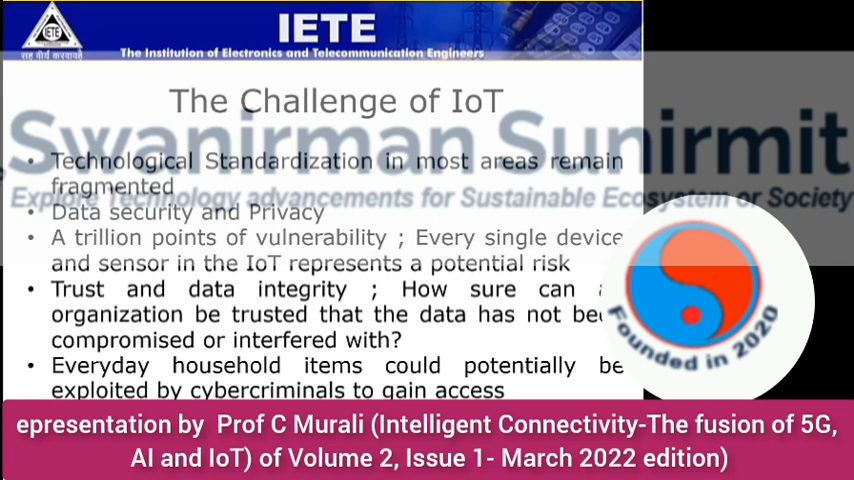 IETE
IETE
सह वीर्यं करवावहै
The Institution of Electronics and Telecommunication Engineers
The Challenge of IoT
Swanirman Sunirmit
Explore Technology advancements for Sustainable Ecosystem or Society
• Technological Standardization in most areas remain
fragmented
• Data security and Privacy
• A trillion points of vulnerability ; Every single device
and sensor in the IoT represents a potential risk
• Trust and data integrity ; How sure can
organization be trusted that the data has not been
compromised or interfered with?
• Everyday household items could potentially be
exploited by cybercriminals to gain access
Founded in 2020
epresentation by Prof C Murali (Intelligent Connectivity-The fusion of 5G,
AI and IoT) of Volume 2, Issue 1- March 2022 edition)